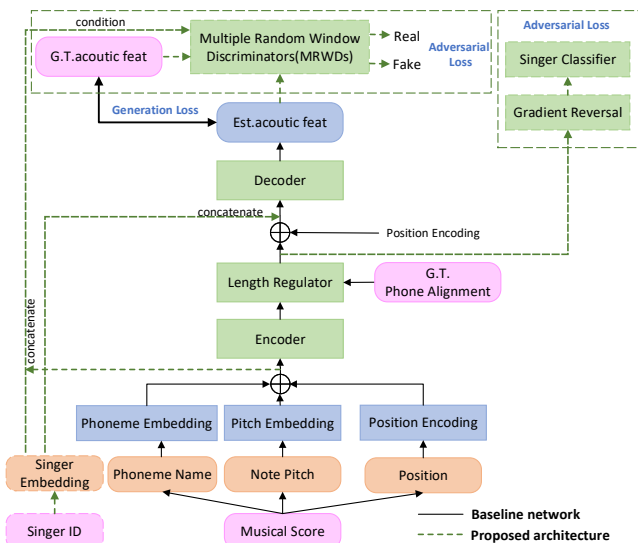 condition
Adversarial Loss
G.T.acoutic feat
Multiple Random Window
Discriminators(MRWDs)
Real
Fake
Adversarial
Loss
Singer Classifier
Gradient Reversal
Generation Loss
Est.acoutic feat
Decoder
concatenate
Position Encoding
Length Regulator
G.T.
Phone Alignment
concatenate
Encoder
Phoneme Embedding
Pitch Embedding
Position Encoding
Singer
Embedding
Phoneme Name
Note Pitch
Position
Singer ID
Musical Score
Baseline network
Proposed architecture